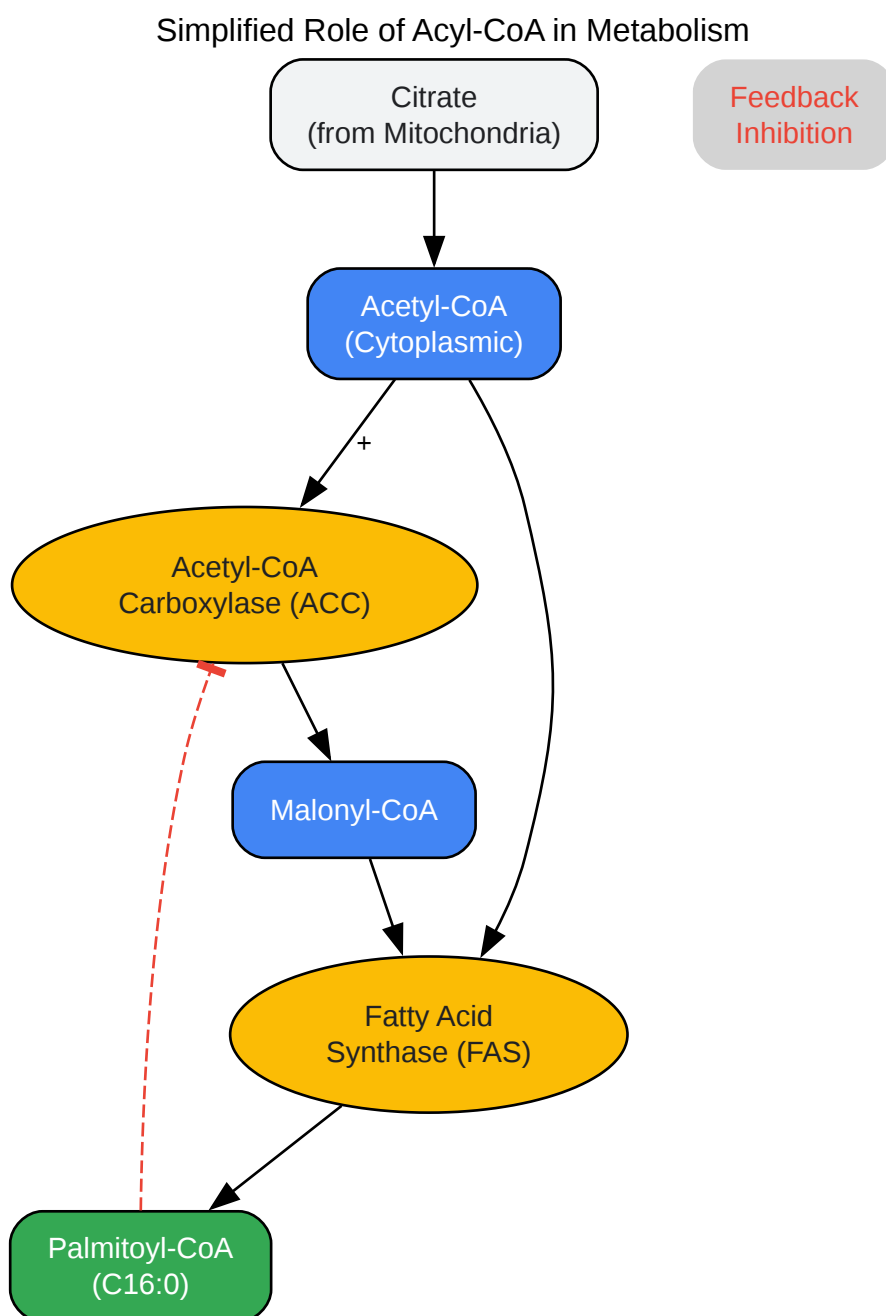 Simplified Role of Acyl-CoA in Metabolism
Citrate
(from Mitochondria)
Feedback
Inhibition
Acetyl-CoA
(Cytoplasmic)
+
Acetyl-CoA
Carboxylase (ACC)
Malonyl-CoA
Fatty Acid
Synthase (FAS)
Palmitoyl-CoA
(C16:0)